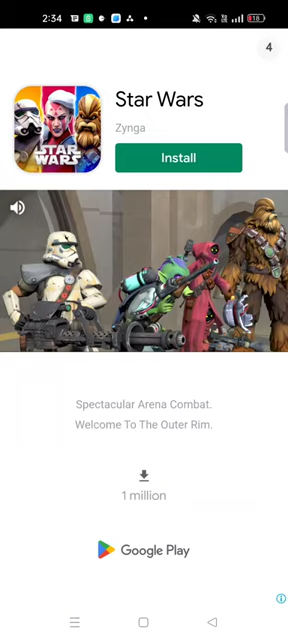 2:34
18
4
STAR
WARS
Star Wars
Zynga
Install
Spectacular Arena Combat.
Welcome To The Outer Rim.
1 million
Google Play